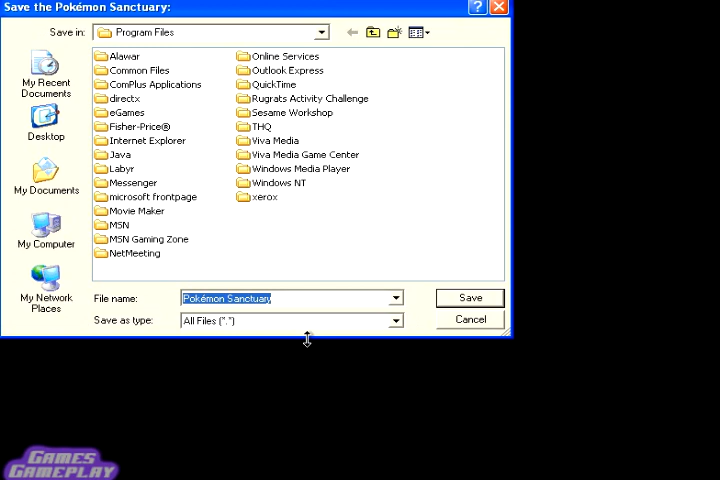 Save the Pokémon Sanctuary:
Save in:
Program Files
My Recent
Documents
Desktop
My Documents
My Computer
My Network
Places
Alawar
Common Files
ComPlus Applications
directx
eGames
Fisher-Price®
Internet Explorer
Java
Labyr
Messenger
microsoft frontpage
Movie Maker
MSN
MSN Gaming Zone
NetMeeting
Online Services
Outlook Express
QuickTime
Rugrats Activity Challenge
Sesame Workshop
THQ
Viva Media
Viva Media Game Center
Windows Media Player
Windows NT
xerox
File name:
Pokémon Sanctuary
Save
Save as type:
All Files (*.*)
Cancel
GAMES
GAMEPLAY